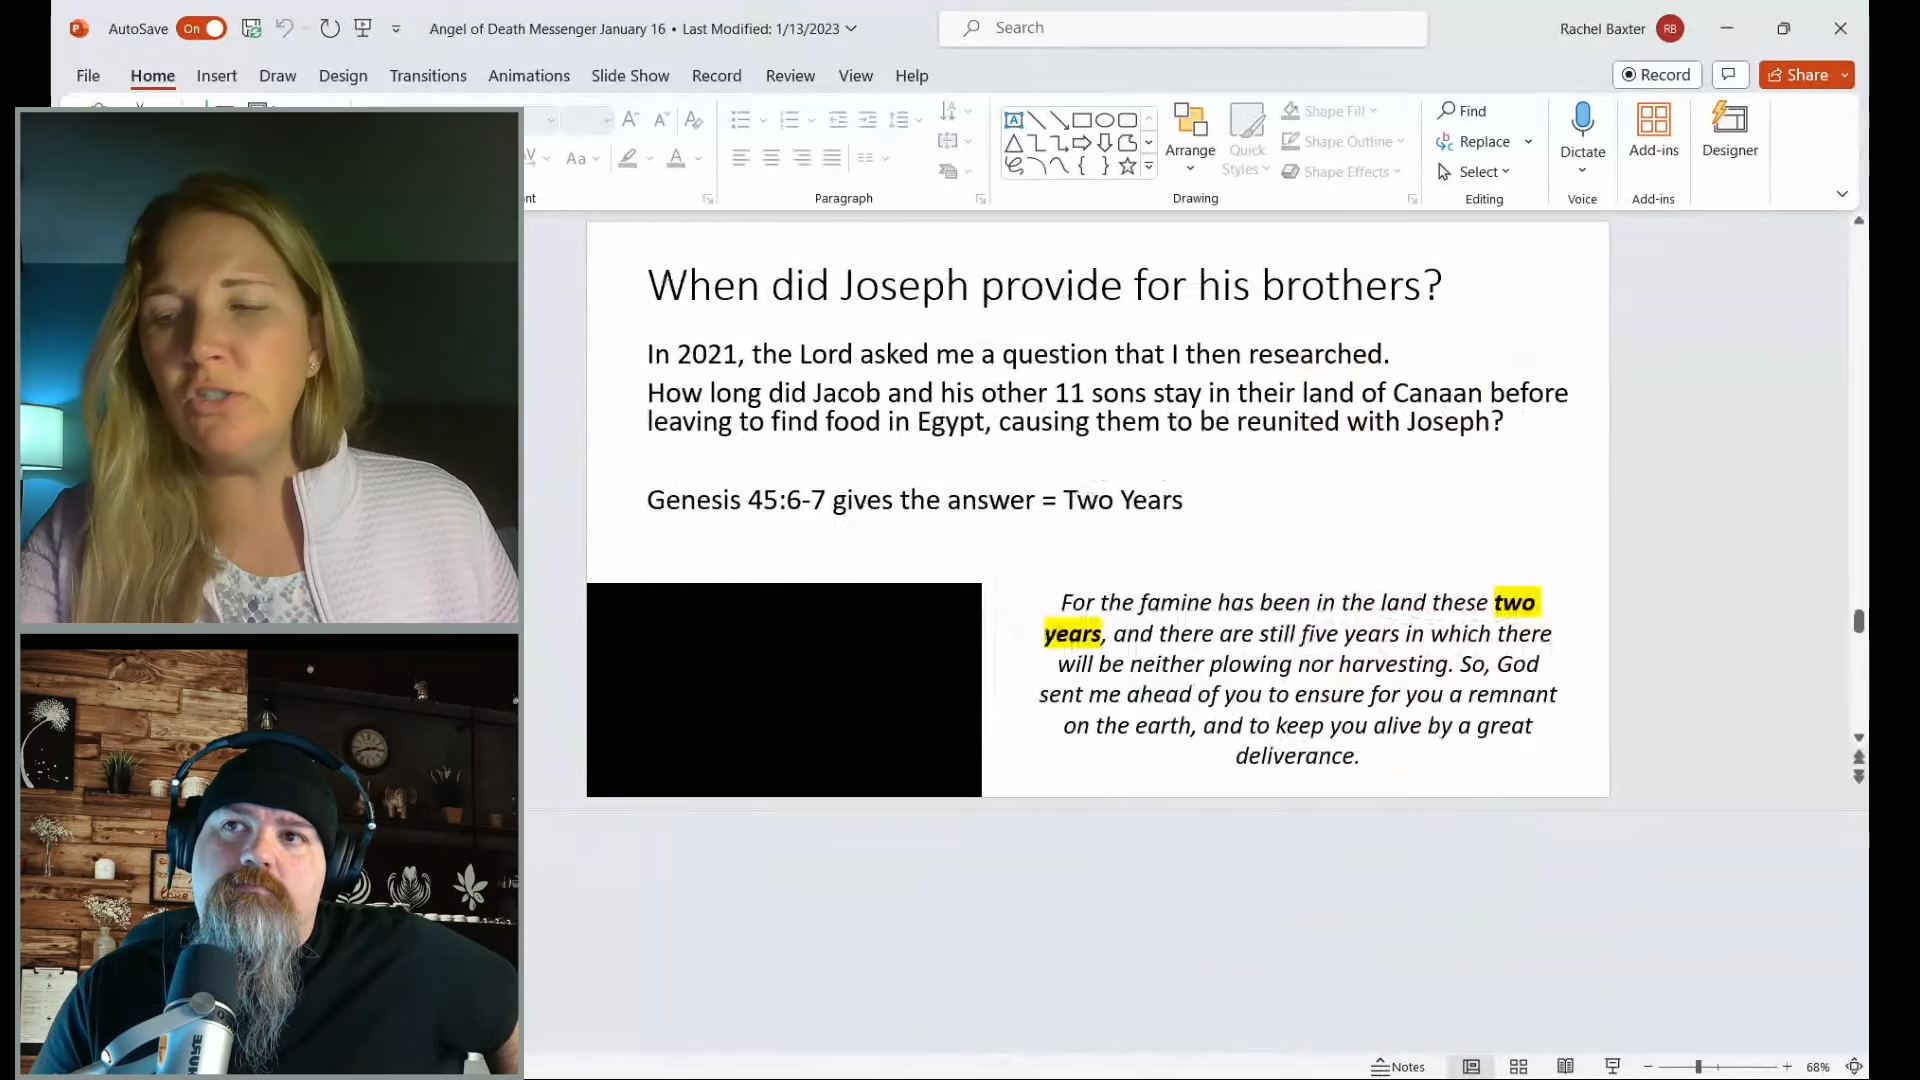 AutoSave On Angel of Death Messenger January 16 • Last Modified: 1/13/2023 Search Rachel Baxter RB
File Home Insert Draw Design Transitions Animations Slide Show Record Review View Help Record Share
Aa A Arrange Quick Styles Shape Fill Shape Outline Shape Effects Find Replace Select Dictate Add-ins Designer
Paragraph Drawing Editing Voice Add-ins
When did Joseph provide for his brothers?
In 2021, the Lord asked me a question that I then researched.
How long did Jacob and his other 11 sons stay in their land of Canaan before
leaving to find food in Egypt, causing them to be reunited with Joseph?
Genesis 45:6-7 gives the answer = Two Years
For the famine has been in the land these two
years, and there are still five years in which there
will be neither plowing nor harvesting. So, God
sent me ahead of you to ensure for you a remnant
on the earth, and to keep you alive by a great
deliverance.
Notes 68%